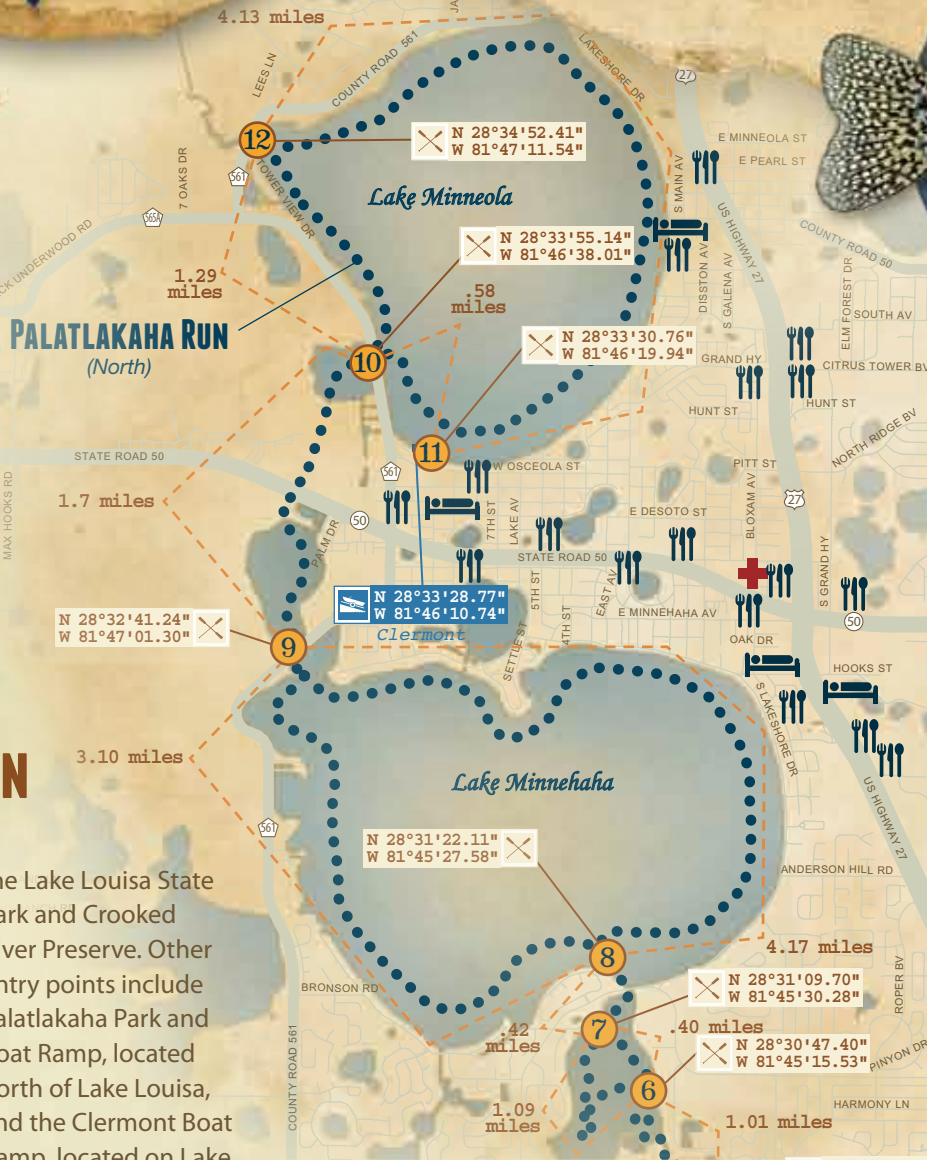 4.13 miles
LEES LN
COUNTY ROAD 561
LAKESHORE DR
27
12
N 28°34'52.41"
W 81°47'11.54"
E MINNEOLA ST
E PEARL ST
7 OAKS DR
561
TOWER VIEW DR
S MAIN AV
565A
Lake Minneola
US HIGHWAY 27
CK UNDERWOOD RD
N 28°33'55.14"
W 81°46'38.01"
COUNTY ROAD 50
DISSTON AV
S GALENA AV
ELM FOREST DR
1.29
miles
.58
miles
SOUTH AV
PALATLAKAHA RUN
(North)
N 28°33'30.76"
W 81°46'19.94"
10
GRAND HY
CITRUS TOWER BV
HUNT ST
HUNT ST
NORTH RIDGE BV
11
STATE ROAD 50
561
W OSCEOLA ST
PITT ST
MAX HOOKS RD
1.7 miles
BLOXAM AV
27
50
PALM DR
7TH ST
LAKE AV
E DESOTO ST
STATE ROAD 50
S GRAND HY
N 28°33'28.77"
W 81°46'10.74"
Clermont
5TH ST
4TH ST
EAST AV
E MINNEHAHA AV
50
N 28°32'41.24"
W 81°47'01.30"
9
SETTLE ST
OAK DR
HOOKS ST
S LAKESHORE DR
3.10 miles
N
Lake Minnehaha
US HIGHWAY 27
561
N 28°31'22.11"
W 81°45'27.58"
ANDERSON HILL RD
he Lake Louisa State
ark and Crooked
iver Preserve. Other
ntry points include
alatlakaha Park and
oat Ramp, located
orth of Lake Louisa,
nd the Clermont Boat
amp, located on Lake
4.17 miles
8
BRONSON RD
N 28°31'09.70"
W 81°45'30.28"
ROPER BV
COUNTY ROAD 561
.42
miles
7
.40 miles
N 28°30'47.40"
W 81°45'15.53"
PINYON DR
6
1.09
miles
HARMONY LN
1.01 miles